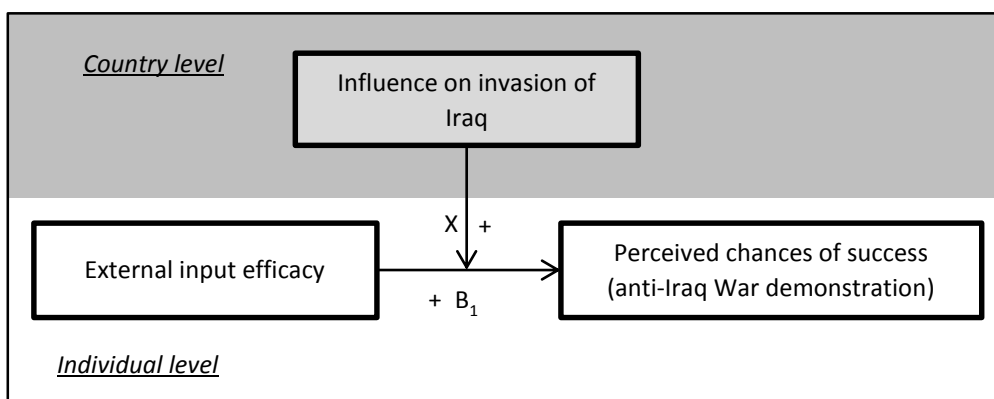 Country level
Influence on invasion of
Iraq
X +
External input efficacy
Perceived chances of success
(anti-Iraq War demonstration)
+ B₁
Individual level